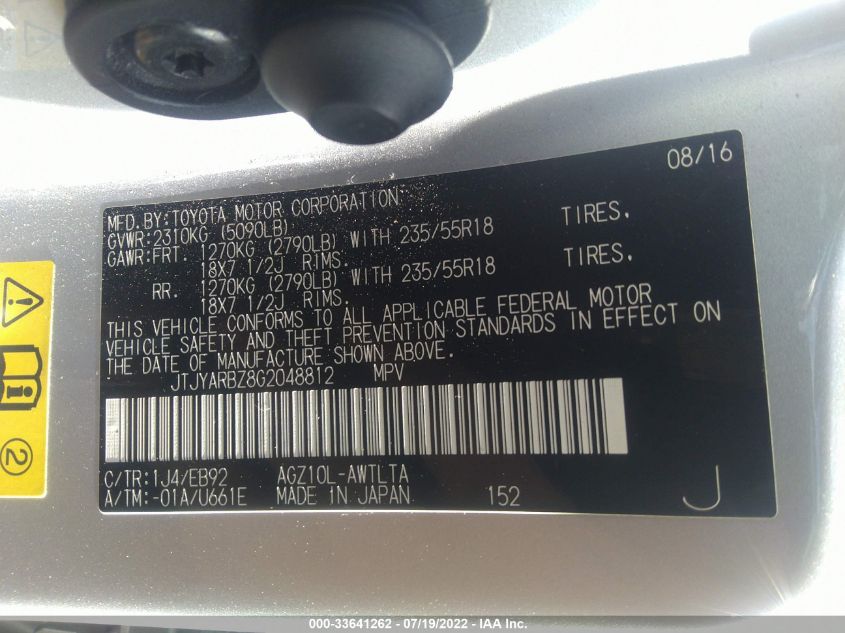 08/16
MFD.BY:TOYOTA MOTOR CORPORATION
GVWR:2310KG (5090LB)
GAWR:FRT. 1270KG (2790LB) WITH 235/55R18 TIRES,
18X7 1/2J RIMS.
RR. 1270KG (2790LB) WITH 235/55R18 TIRES,
18X7 1/2J RIMS.
THIS VEHICLE CONFORMS TO ALL APPLICABLE FEDERAL MOTOR
VEHICLE SAFETY AND THEFT PREVENTION STANDARDS IN EFFECT ON
THE DATE OF MANUFACTURE SHOWN ABOVE.
JTJYARBZ8G2048812 MPV
C/TR:1J4/EB92 AGZ10L-AWTLTA
A/TM:-01A/U661E MADE IN JAPAN 152 J
2
000-33641262 - 07/19/2022 - IAA Inc.